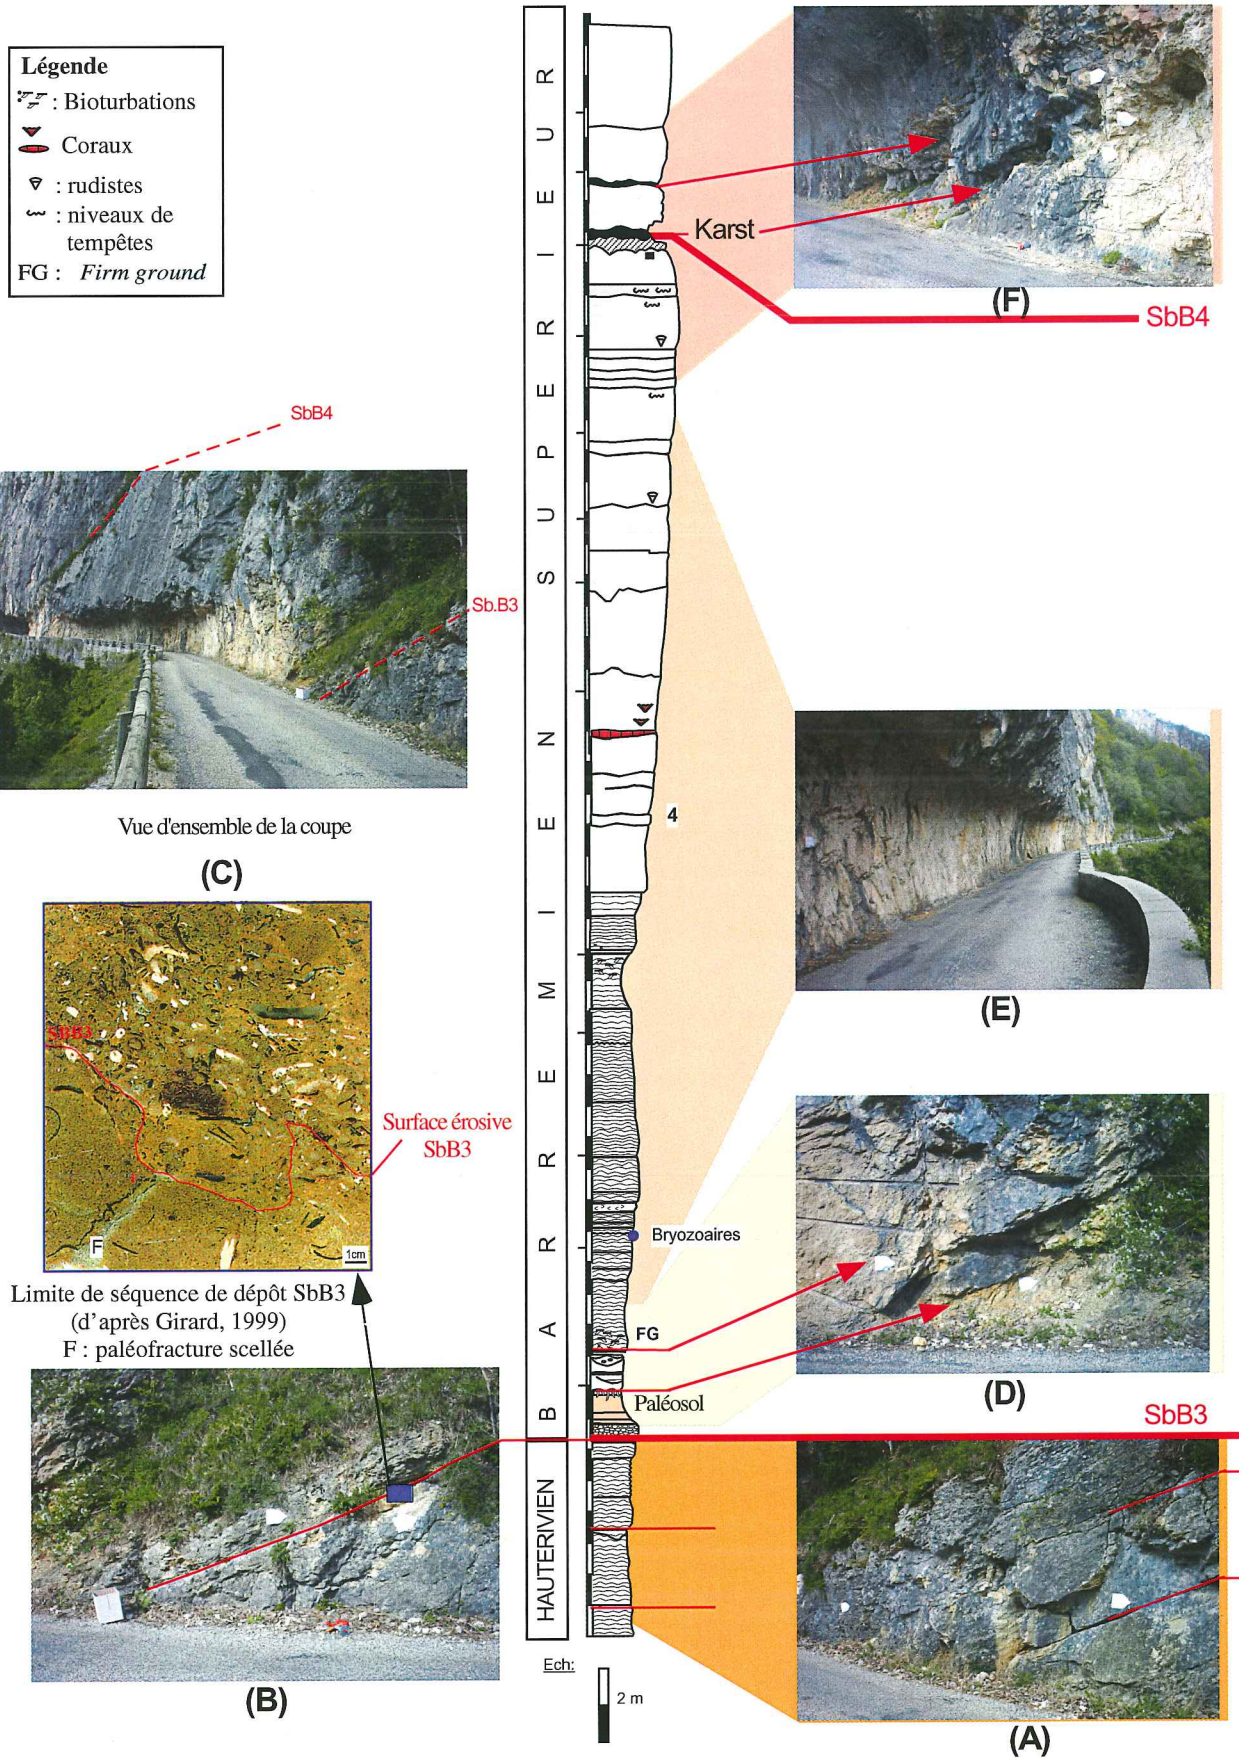 Légende
: Bioturbations
Coraux
: rudistes
: niveaux de
tempêtes
FG : Firm ground
BARREMIEN SUPERIEUR
HAUTERIVIEN
Karst
(F)
SbB4
SbB4
Sb.B3
Vue d'ensemble de la coupe
(C)
4
(E)
SBB3
F
1cm
Surface érosive
SbB3
Limite de séquence de dépôt SbB3
(d'après Girard, 1999)
F : paléofracture scellée
Bryozoaires
FG
Paléosol
(D)
SbB3
(B)
Ech:
2 m
(A)